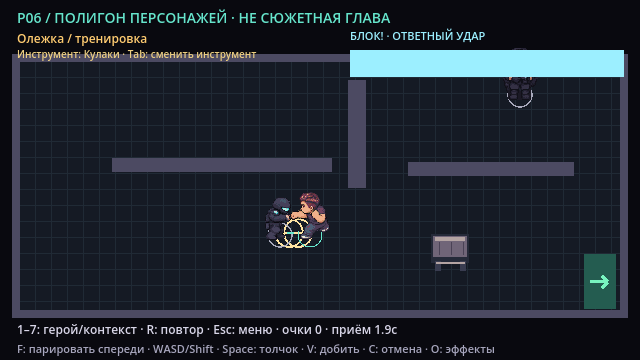 P06 / ПОЛИГОН ПЕРСОНАЖЕЙ · НЕ СЮЖЕТНАЯ ГЛАВА
Олежка / тренировка
БЛОК! · ОТВЕТНЫЙ УДАР
Инструмент: Кулаки · Tab: сменить инструмент
1–7: герой/контекст · R: повтор · Esc: меню · очки 0 · приём 1.9с
F: парировать спереди · WASD/Shift · Space: толчок · V: добить · C: отмена · O: эффекты